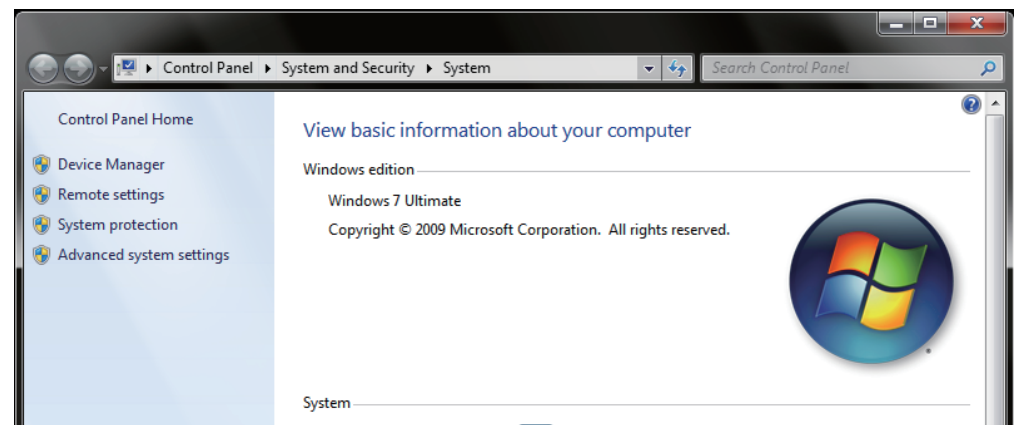 Control Panel System and Security System
Search Control Panel
Control Panel Home
Device Manager
Remote settings
System protection
Advanced system settings
View basic information about your computer
Windows edition
Windows 7 Ultimate
Copyright © 2009 Microsoft Corporation. All rights reserved.
System